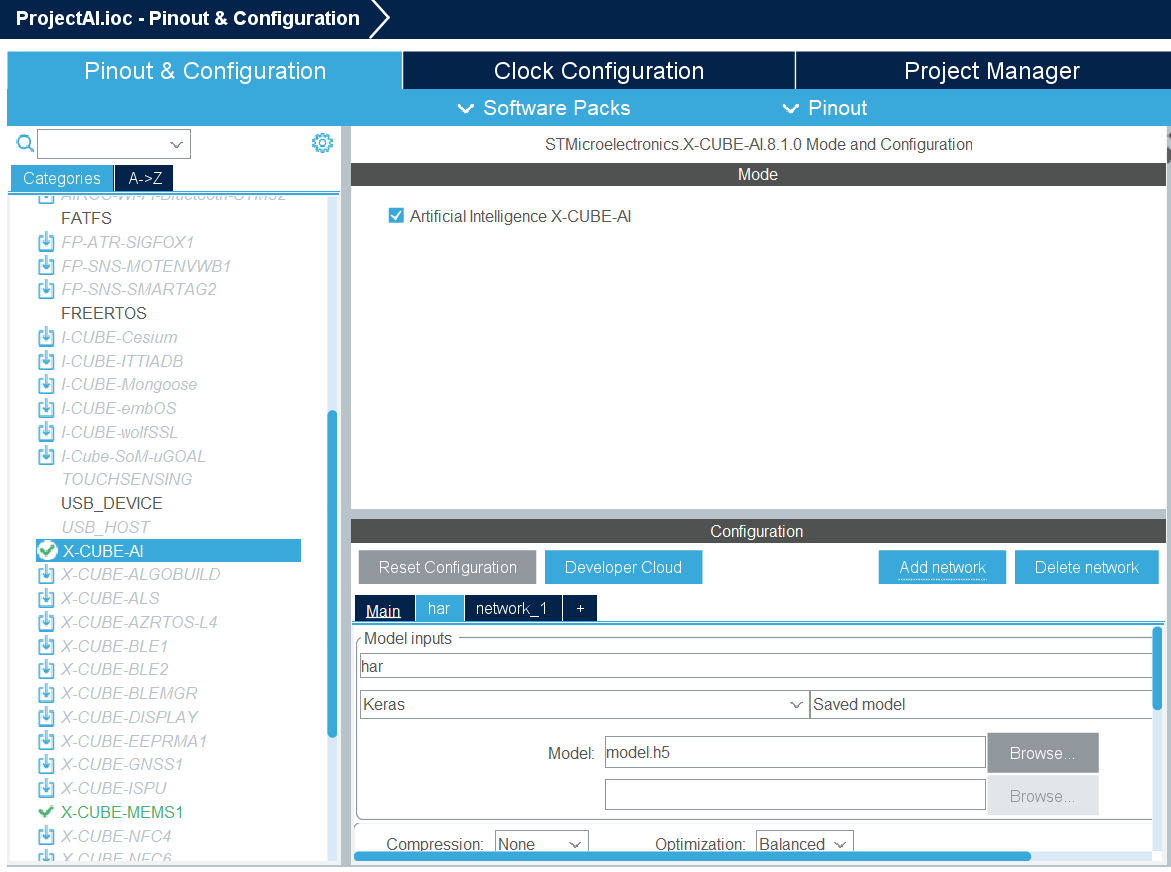 ProjectAI.ioc - Pinout & Configuration
Pinout & Configuration
Clock Configuration
Project Manager
Software Packs
Pinout
Categories
A->Z
FATFS
FP-ATR-SIGFOX1
FP-SNS-MOTENVWB1
FP-SNS-SMARTAG2
FREERTOS
I-CUBE-Cesium
I-CUBE-ITTIADB
I-CUBE-Mongoose
I-CUBE-embOS
I-CUBE-wolfSSL
I-Cube-SoM-uGOAL
TOUCHSENSING
USB_DEVICE
USB_HOST
X-CUBE-AI
X-CUBE-ALGOBUILD
X-CUBE-ALS
X-CUBE-AZRTOS-L4
X-CUBE-BLE1
X-CUBE-BLE2
X-CUBE-BLEMGR
X-CUBE-DISPLAY
X-CUBE-EEPRMA1
X-CUBE-GNSS1
X-CUBE-ISPU
X-CUBE-MEMS1
X-CUBE-NFC4
X-CUBE-NFC6
STMicroelectronics.X-CUBE-AI.8.1.0 Mode and Configuration
Mode
Artificial Intelligence X-CUBE-AI
Configuration
Reset Configuration
Developer Cloud
Add network
Delete network
Main
har
network_1
+
Model inputs
har
Keras
Saved model
Model:
model.h5
Browse...
Browse...
Compression:
None
Optimization:
Balanced